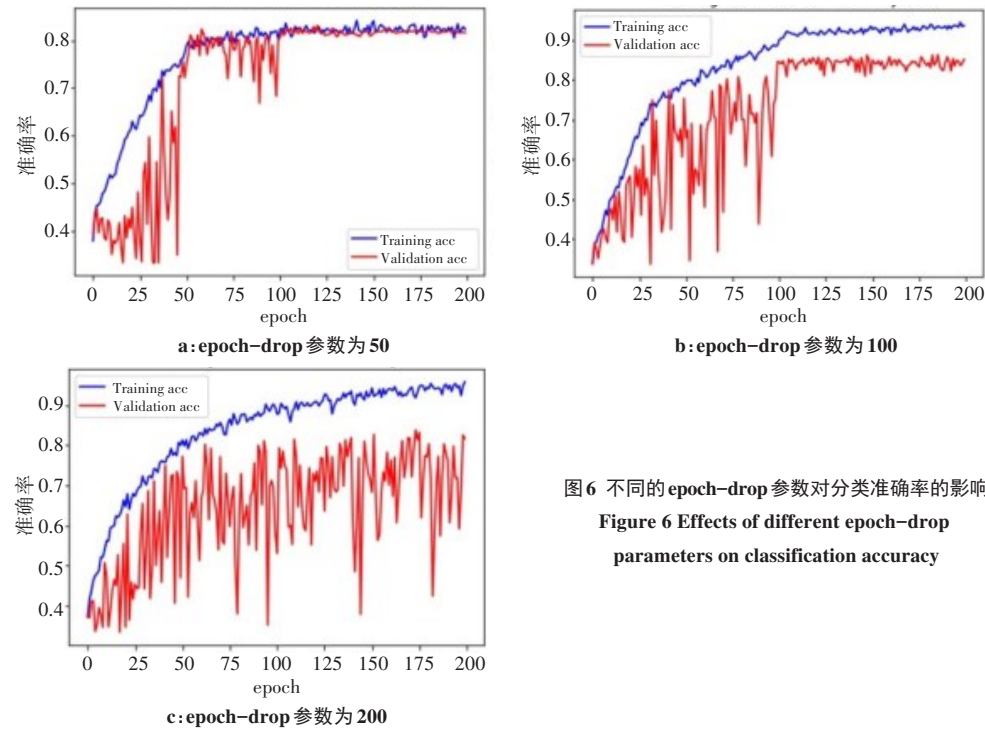 Training acc
Validation acc
准确率
0.8
0.7
0.6
0.5
0.4
0 25 50 75 100 125 150 175 200
epoch
a:epoch−drop参数为50
Training acc
Validation acc
准确率
0.9
0.8
0.7
0.6
0.5
0.4
0 25 50 75 100 125 150 175 200
epoch
b:epoch−drop参数为100
Training acc
Validation acc
准确率
0.9
0.8
0.7
0.6
0.5
0.4
0 25 50 75 100 125 150 175 200
epoch
c:epoch−drop参数为200
图6 不同的epoch−drop参数对分类准确率的影响
Figure 6 Effects of different epoch−drop
parameters on classification accuracy